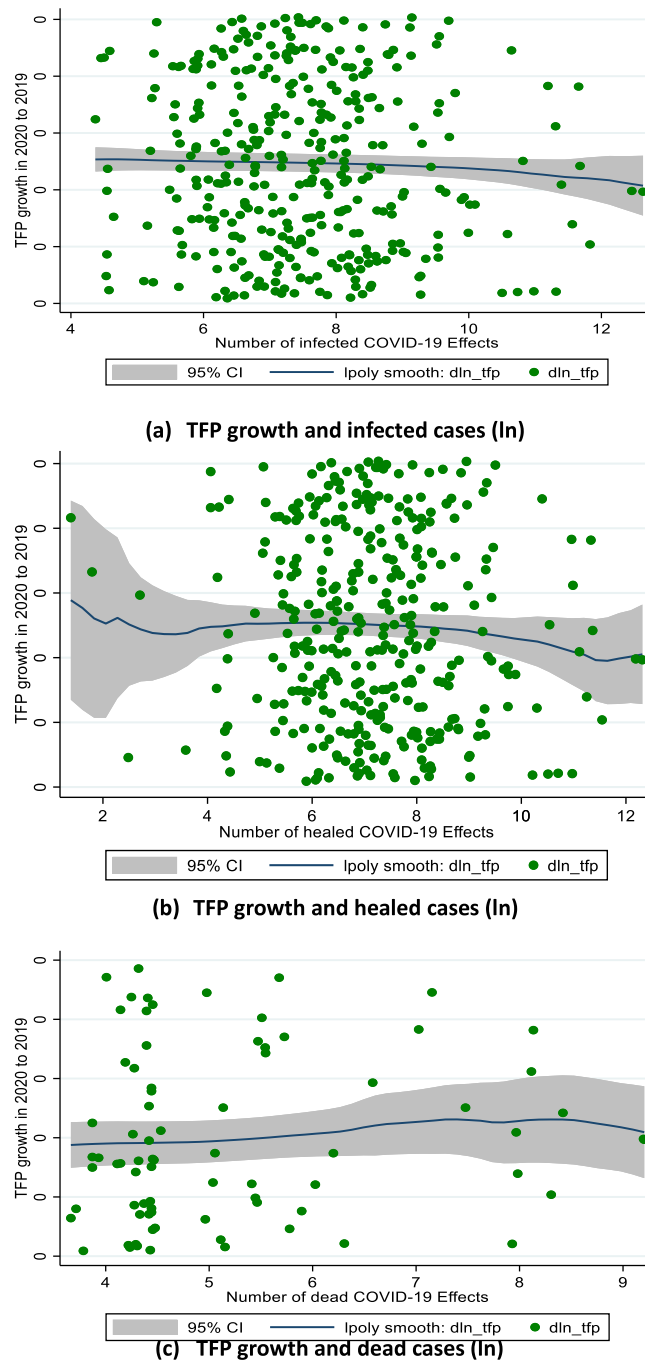 TFP growth in 2020 to 2019
0
0
0
0
0
0
4 6 8 10 12
Number of infected COVID-19 Effects
95% CI lpoly smooth: dln_tfp dln_tfp
(a) TFP growth and infected cases (ln)
TFP growth in 2020 to 2019
0
0
0
0
0
0
2 4 6 8 10 12
Number of healed COVID-19 Effects
95% CI lpoly smooth: dln_tfp dln_tfp
(b) TFP growth and healed cases (ln)
TFP growth in 2020 to 2019
0
0
0
0
0
0
4 5 6 7 8 9
Number of dead COVID-19 Effects
95% CI lpoly smooth: dln_tfp dln_tfp
(c) TFP growth and dead cases (ln)